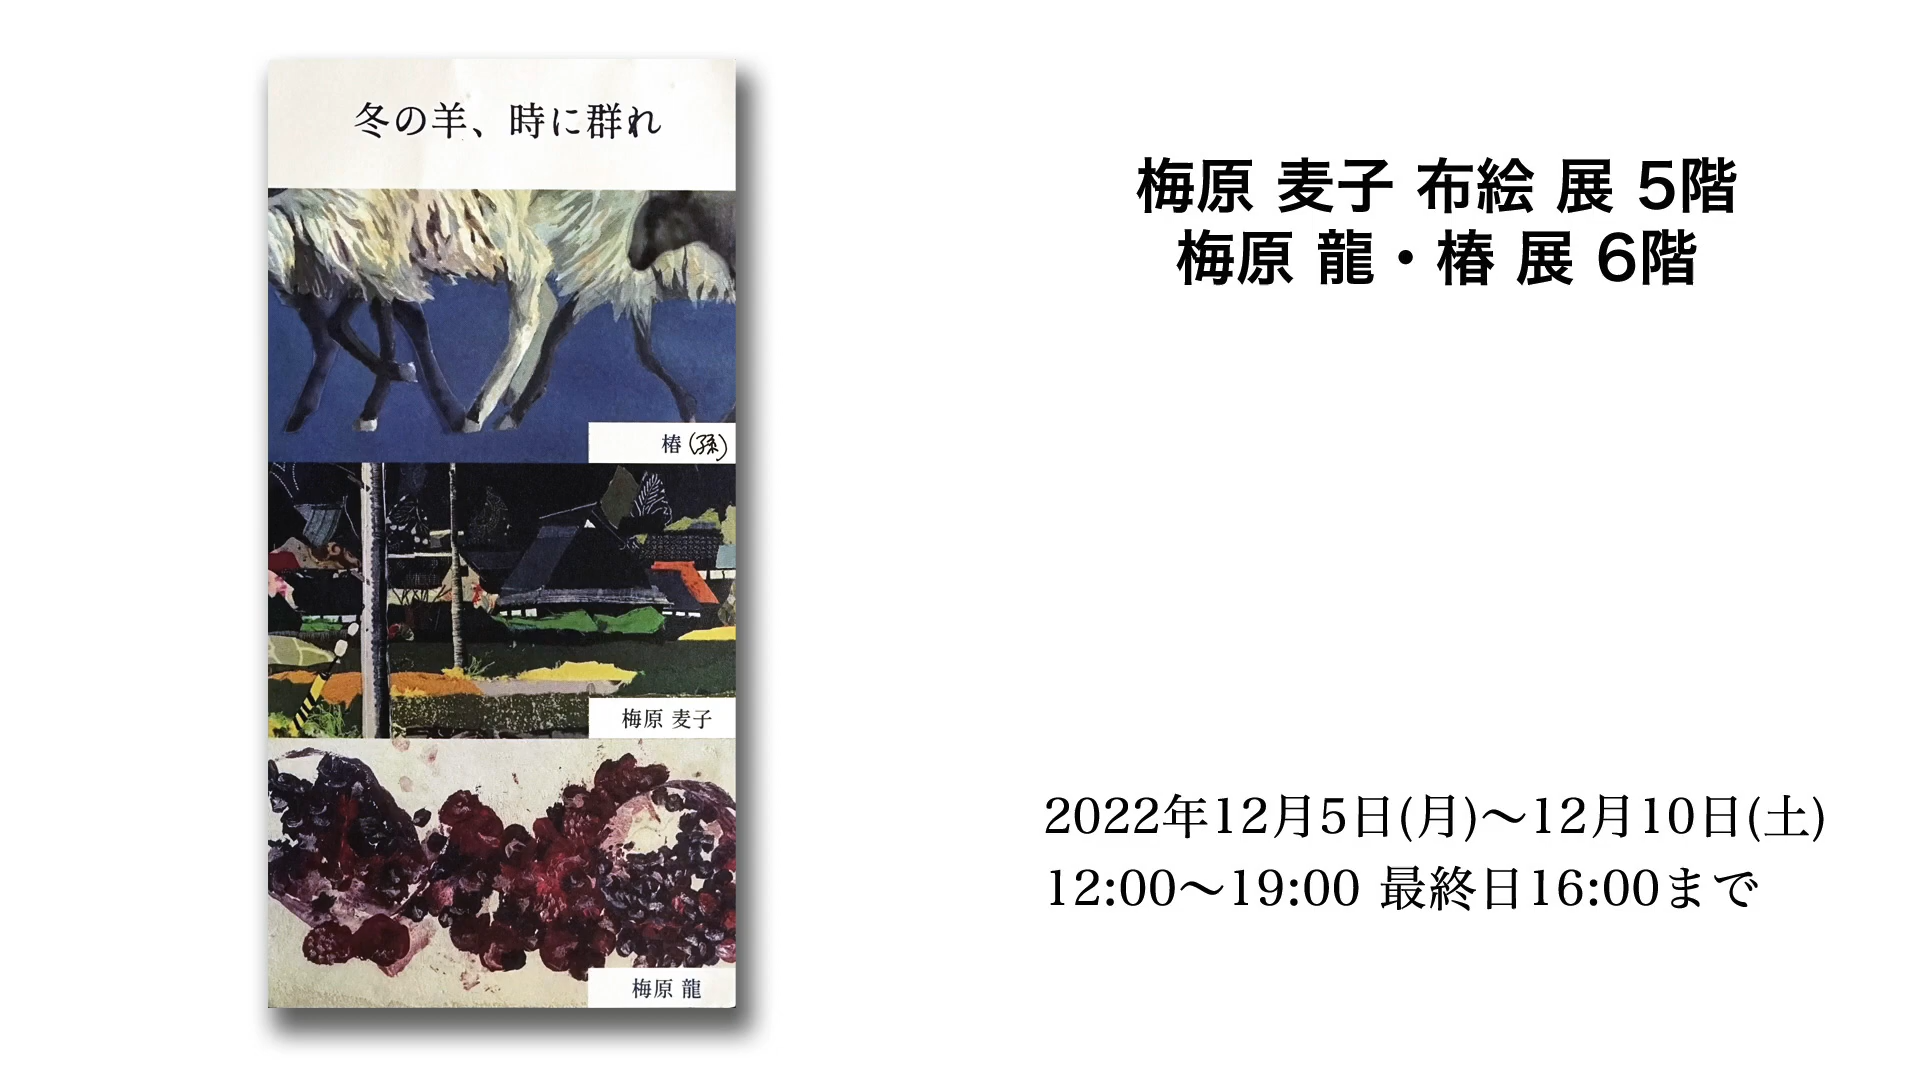 冬の羊、時に群れ
椿(孫)
梅原 麦子
梅原 龍
梅原 麦子 布絵 展 5階
梅原 龍・椿 展 6階
2022年12月5日(月)〜12月10日(土)
12:00〜19:00 最終日16:00まで